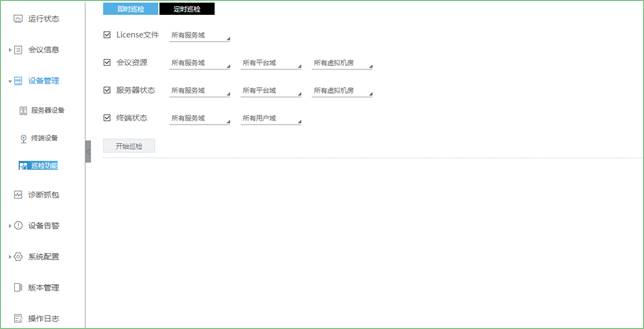 运行状态
会议信息
设备管理
服务器设备
终端设备
巡检功能
诊断抓包
设备告警
系统配置
版本管理
操作日志
即时巡检 定时巡检
License文件 所有服务域
会议资源 所有服务域 所有平台域 所有虚拟机房
服务器状态 所有服务域 所有平台域 所有虚拟机房
终端状态 所有服务域 所有用户域
开始巡检